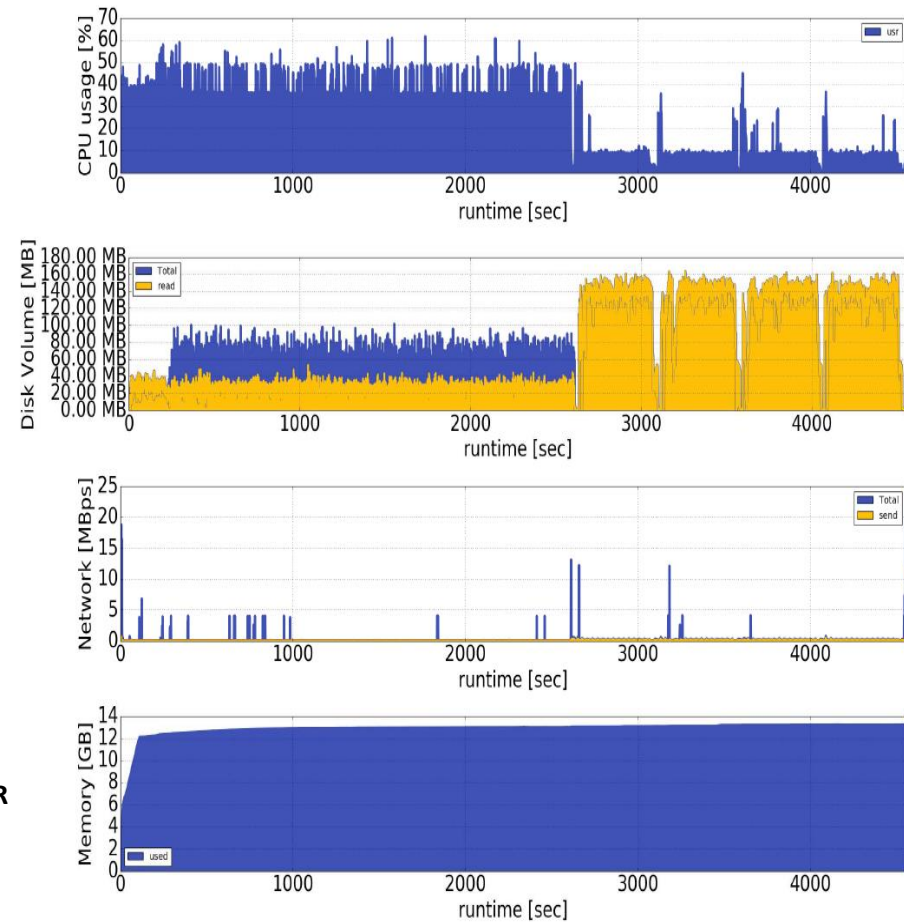 CPU usage [%]
70
60
50
40
30
20
10
0
usr
0 1000 2000 3000 4000
runtime [sec]
Disk Volume [MB]
180.00 MB
160.00 MB
140.00 MB
120.00 MB
100.00 MB
80.00 MB
60.00 MB
40.00 MB
20.00 MB
0.00 MB
Total
read
0 1000 2000 3000 4000
runtime [sec]
Network [MBps]
25
20
15
10
5
0
Total
send
0 1000 2000 3000 4000
runtime [sec]
R
Memory [GB]
14
12
10
8
6
4
2
0
used
0 1000 2000 3000 4000
runtime [sec]